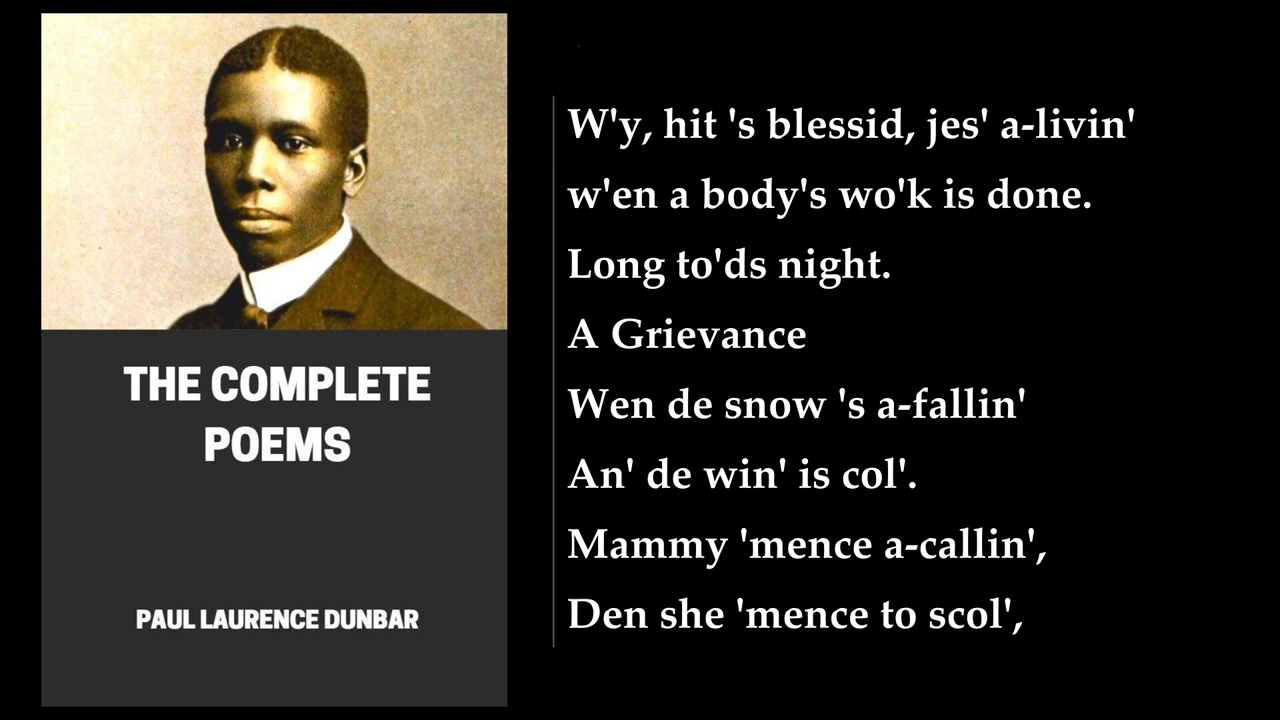 THE COMPLETE
POEMS
PAUL LAURENCE DUNBAR
W'y, hit 's blessid, jes' a-livin'
w'en a body's wo'k is done.
Long to'ds night.
A Grievance
Wen de snow 's a-fallin'
An' de win' is col'.
Mammy 'mence a-callin',
Den she 'mence to scol',